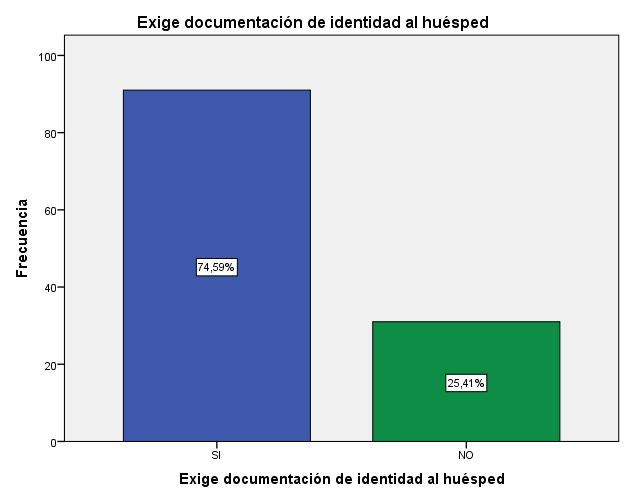 Exige documentación de identidad al huésped
100
80
60
40
20
0
Frecuencia
74,59%
25,41%
SI
NO
Exige documentación de identidad al huésped